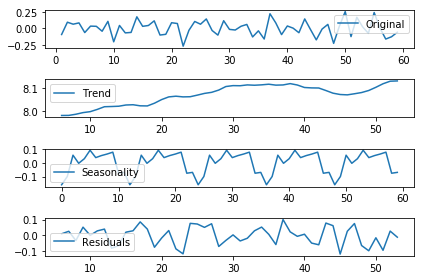 0.25
0.00
-0.25
Original
0 10 20 30 40 50 60
8.1
8.0
Trend
10 20 30 40 50
0.1
0.0
-0.1
Seasonality
0 10 20 30 40 50 60
0.1
0.0
-0.1
Residuals
10 20 30 40 50